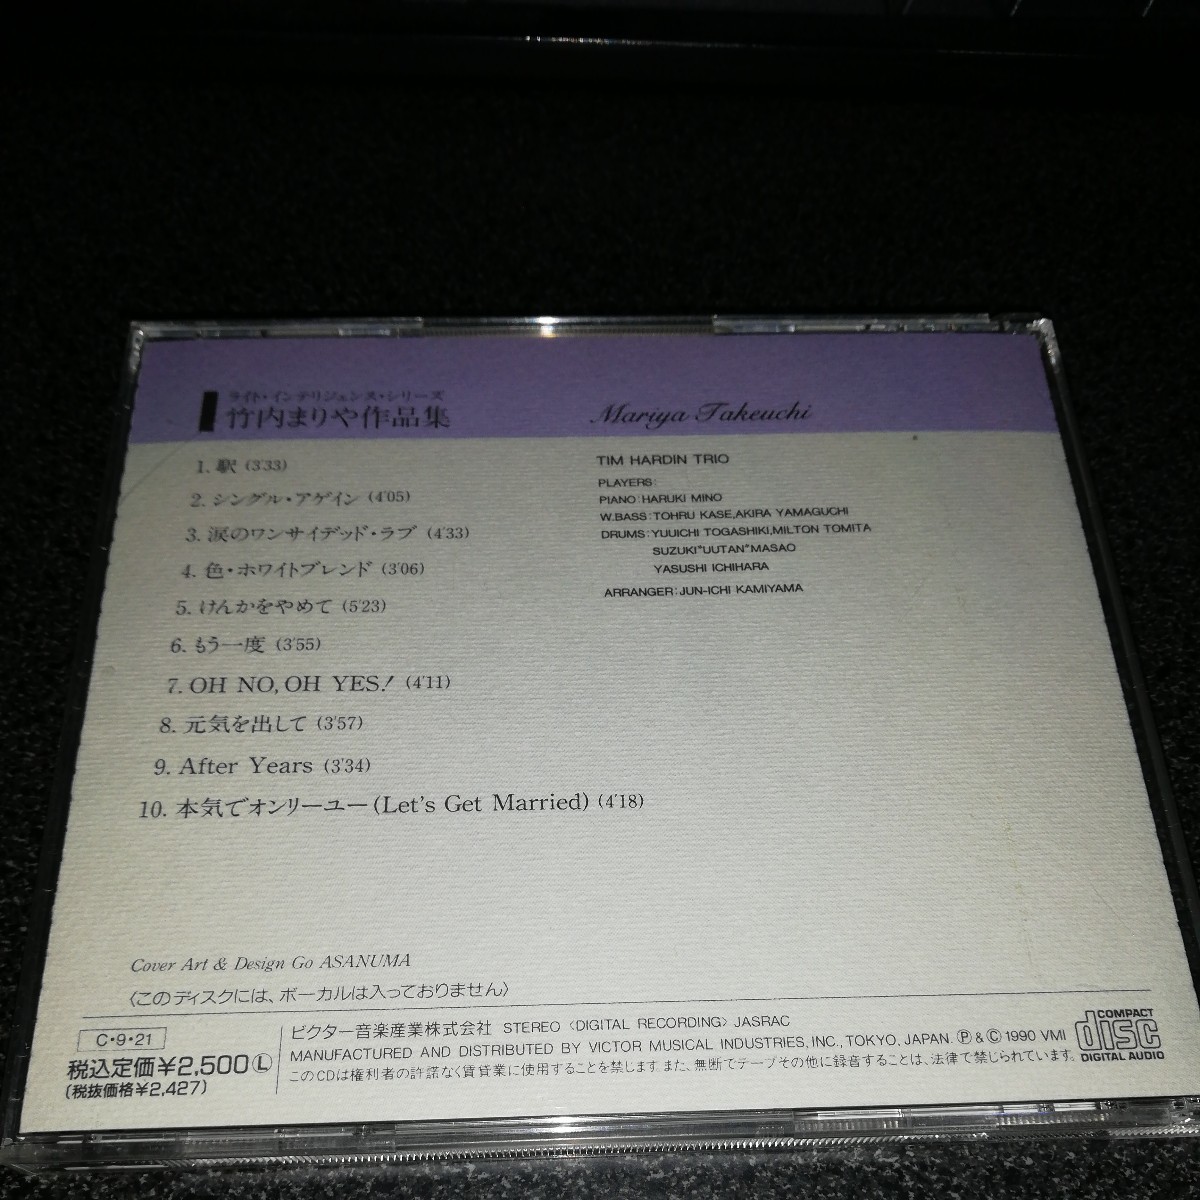 ライト・インテリジェンス・シリーズ
竹内まりや作品集
Mariya Takeuchi
1. 駅 (3'33)
2. シングル・アゲイン (4'05)
3. 涙のワンサイデッド・ラブ (4'33)
4. 色・ホワイトブレンド (3'06)
5. けんかをやめて (5'23)
6. もう一度 (3'55)
7. OH NO, OH YES! (4'11)
8. 元気を出して (3'57)
9. After Years (3'34)
10. 本気でオンリーユー (Let's Get Married) (4'18)
TIM HARDIN TRIO
PLAYERS:
PIANO:HARUKI MINO
W.BASS:TOHRU KASE,AKIRA YAMAGUCHI
DRUMS:YUUICHI TOGASHIKI,MILTON TOMITA
SUZUKI"UUTAN"MASAO
YASUSHI ICHIHARA
ARRANGER:JUN-ICHI KAMIYAMA
Cover Art & Design Go ASANUMA
〈このディスクには、ボーカルは入っておりません〉
C・9・21
税込定価¥2,500Ⓛ
(税抜価格¥2,427)
ビクター音楽産業株式会社 STEREO 〈DIGITAL RECORDING〉 JASRAC
MANUFACTURED AND DISTRIBUTED BY VICTOR MUSICAL INDUSTRIES, INC., TOKYO, JAPAN. Ⓟ&Ⓒ 1990 VMI
このCDは権利者の許諾なく賃貸業に使用することを禁じます。また、無断でテープその他に録音することは、法律で禁じられています。
COMPACT
disc
DIGITAL AUDIO